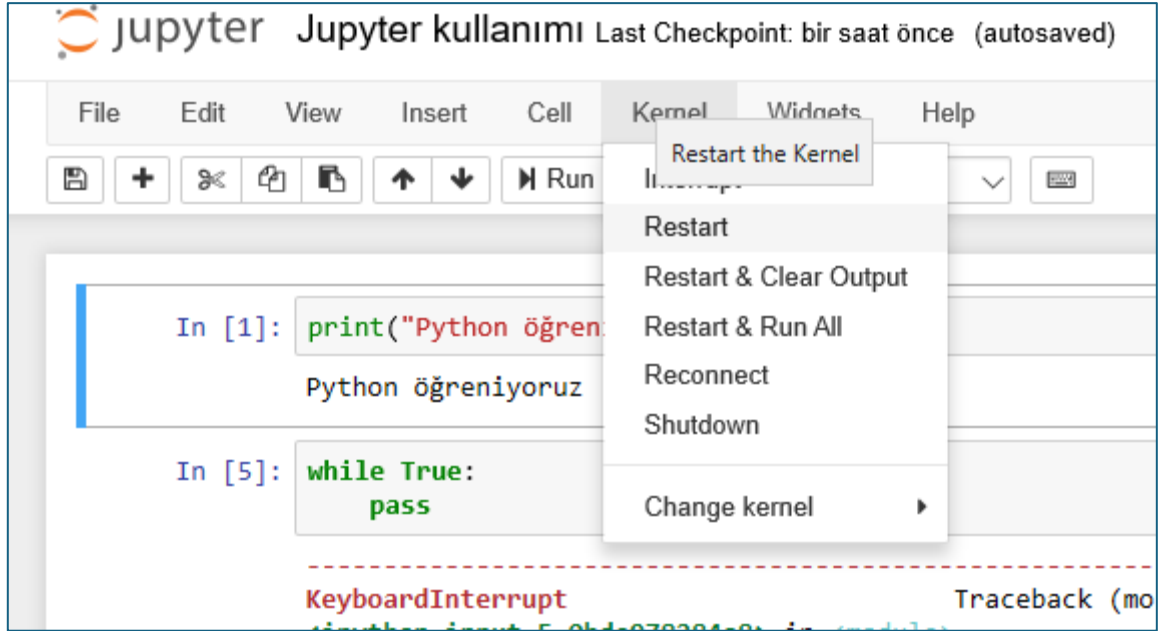 jupyter Jupyter kullanımı Last Checkpoint: bir saat önce (autosaved)
File Edit View Insert Cell Kernel Widgets Help
Restart the Kernel
Run Interrupt
Restart
Restart & Clear Output
In [1]: print("Python öğreni
Restart & Run All
Python öğreniyoruz
Reconnect
Shutdown
In [5]: while True:
pass
Change kernel
KeyboardInterrupt Traceback (mo